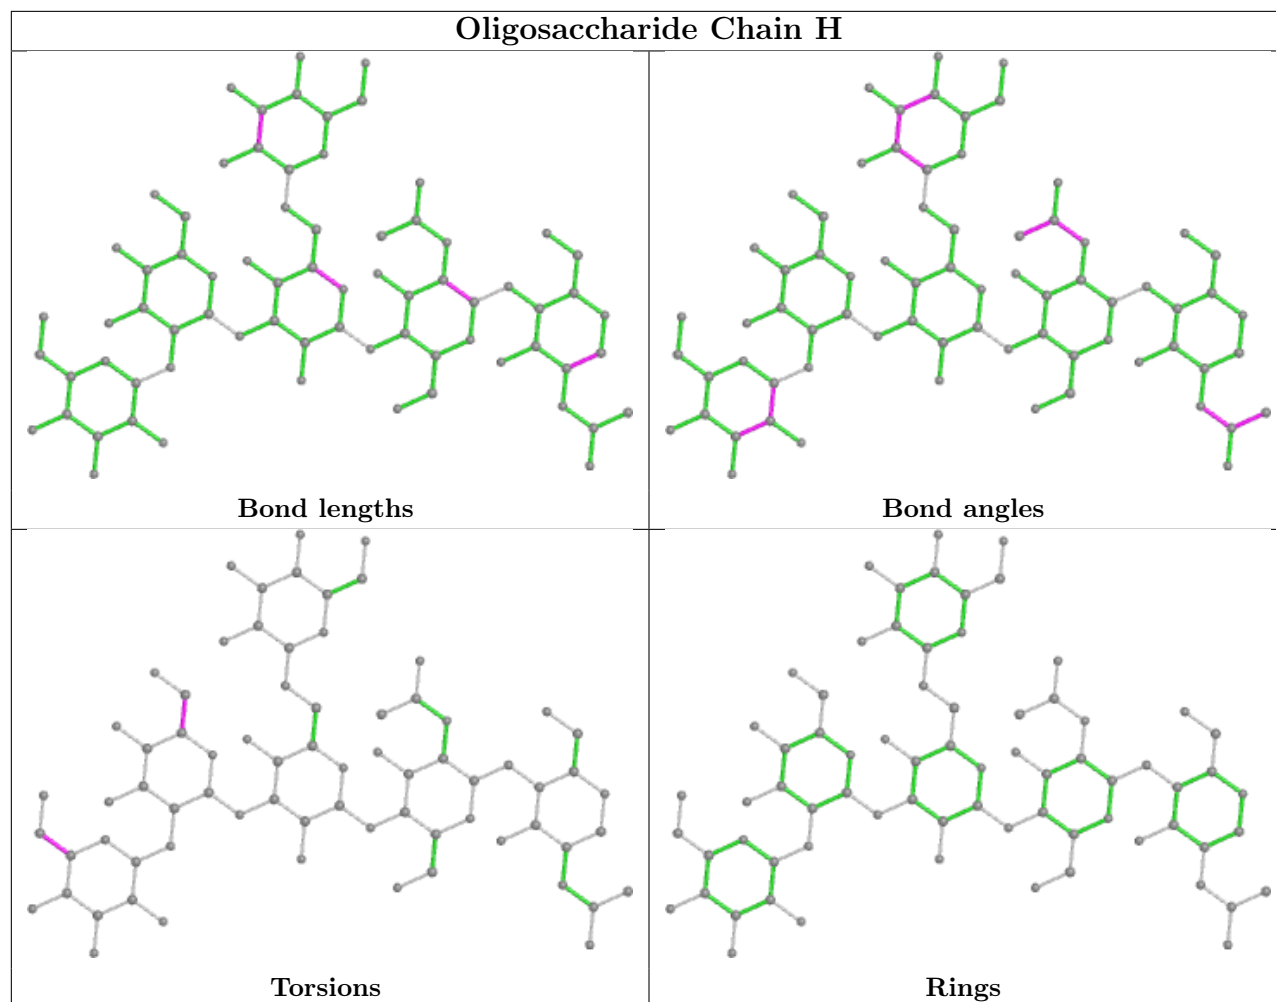 Oligosaccharide Chain H
Bond lengths
Bond angles
Torsions
Rings